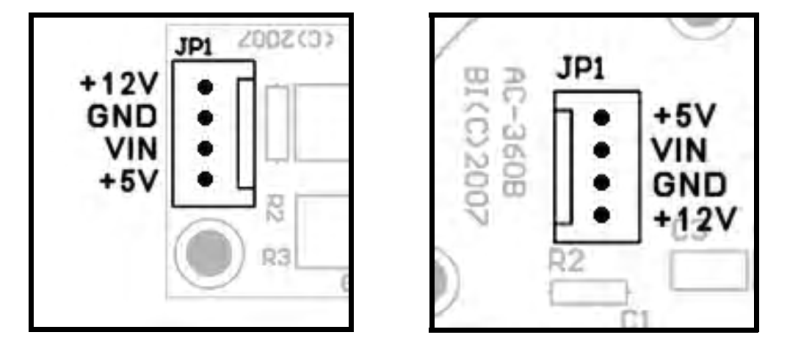 JP1
(C)2007
+12V
GND
VIN
+5V
R2
R3
JP1
AC-360B
BI(C)2007
+5V
VIN
GND
+12V
C3
R2
C1